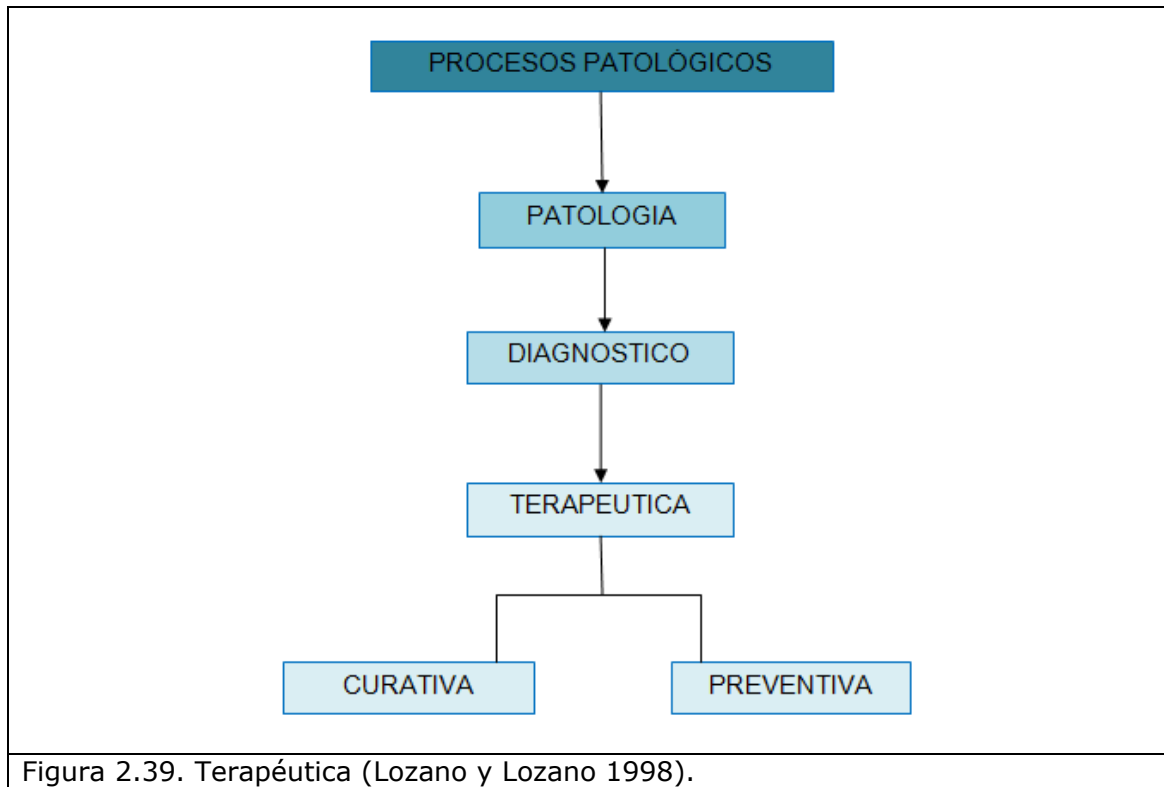 PROCESOS PATOLÓGICOS
PATOLOGIA
DIAGNOSTICO
TERAPEUTICA
CURATIVA
PREVENTIVA
Figura 2.39. Terapéutica (Lozano y Lozano 1998).